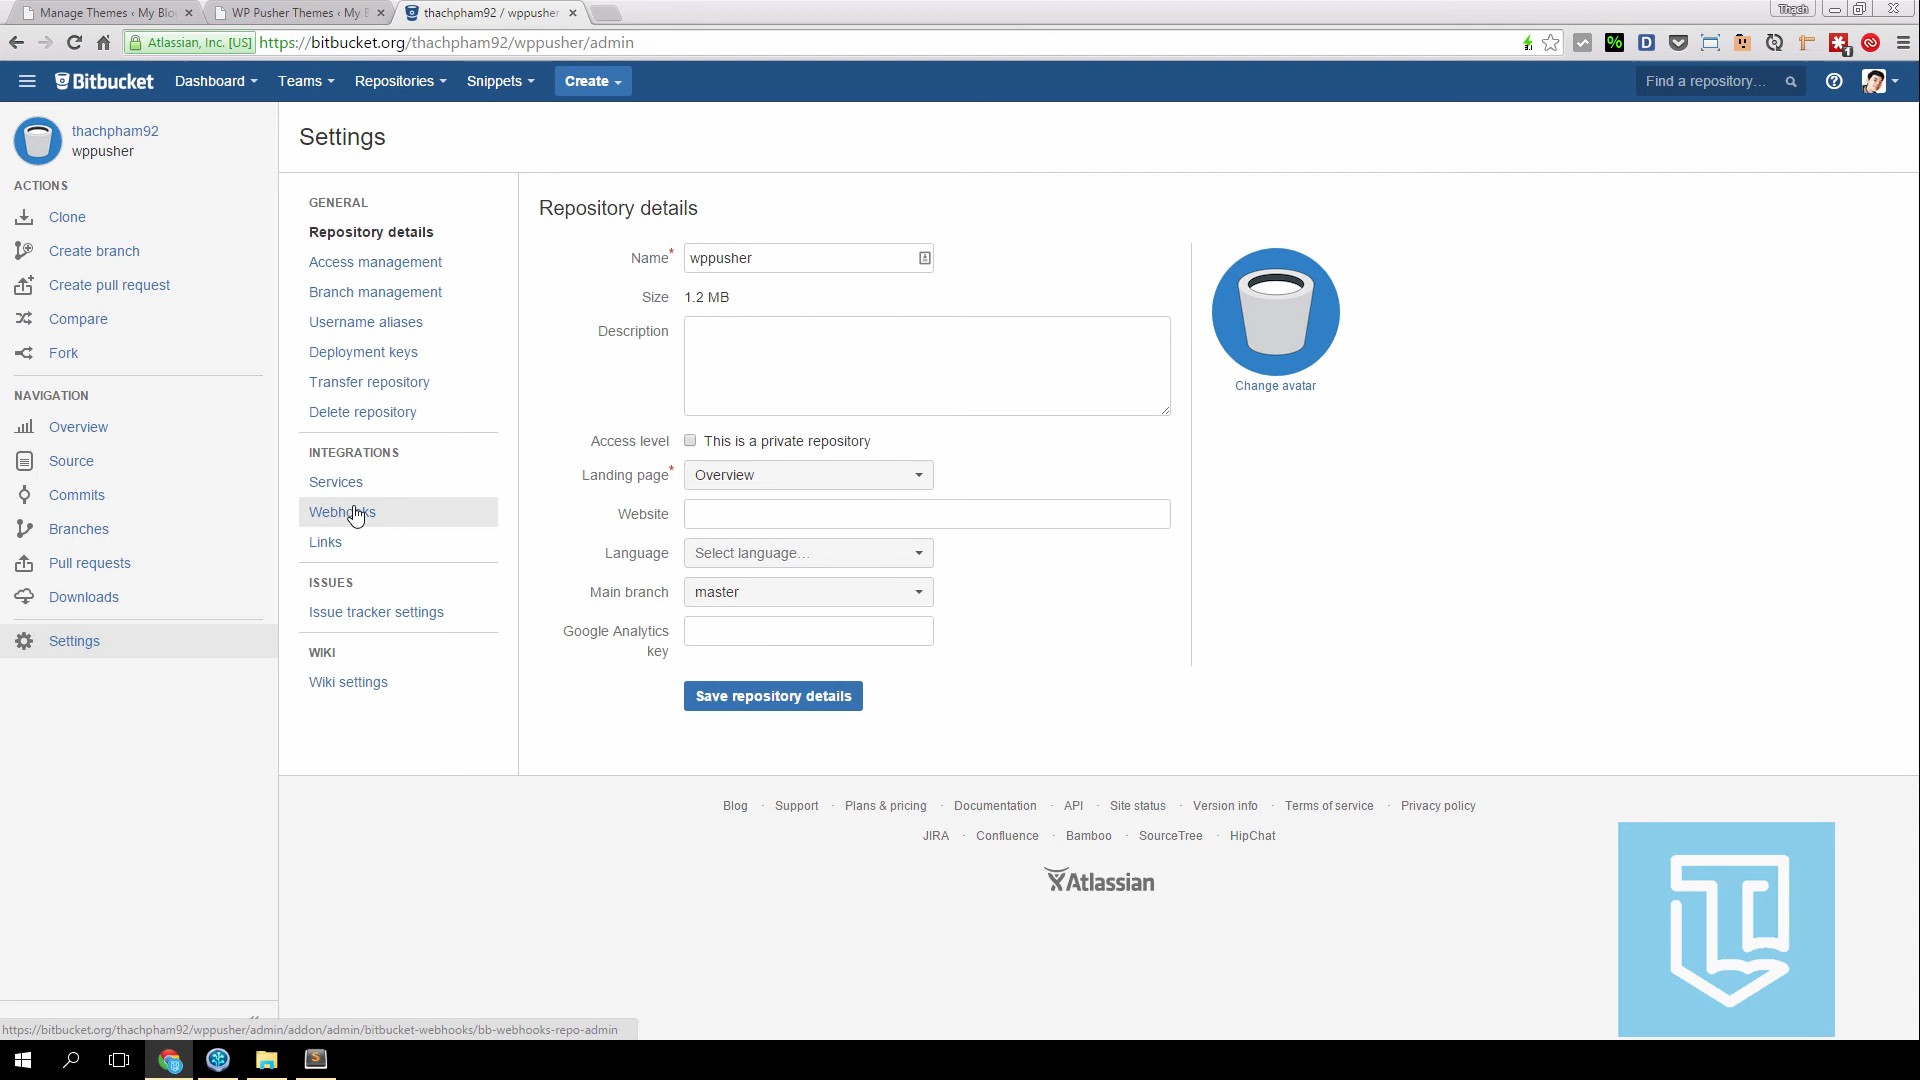 Manage Themes ‹ My Blog
WP Pusher Themes ‹ My B
thachpham92 / wppusher
Thạch
Atlassian, Inc. [US]
https://bitbucket.org/thachpham92/wppusher/admin
Bitbucket
Dashboard
Teams
Repositories
Snippets
Create
Find a repository...
thachpham92
wppusher
ACTIONS
Clone
Create branch
Create pull request
Compare
Fork
NAVIGATION
Overview
Source
Commits
Branches
Pull requests
Downloads
Settings
Settings
GENERAL
Repository details
Access management
Branch management
Username aliases
Deployment keys
Transfer repository
Delete repository
INTEGRATIONS
Services
Webhooks
Links
ISSUES
Issue tracker settings
WIKI
Wiki settings
Repository details
Name*
wppusher
Size
1.2 MB
Description
Access level
This is a private repository
Landing page*
Overview
Website
Language
Select language...
Main branch
master
Google Analytics
key
Save repository details
Change avatar
Blog · Support · Plans & pricing · Documentation · API · Site status · Version info · Terms of service · Privacy policy
JIRA · Confluence · Bamboo · SourceTree · HipChat
Atlassian
https://bitbucket.org/thachpham92/wppusher/admin/addon/admin/bitbucket-webhooks/bb-webhooks-repo-admin